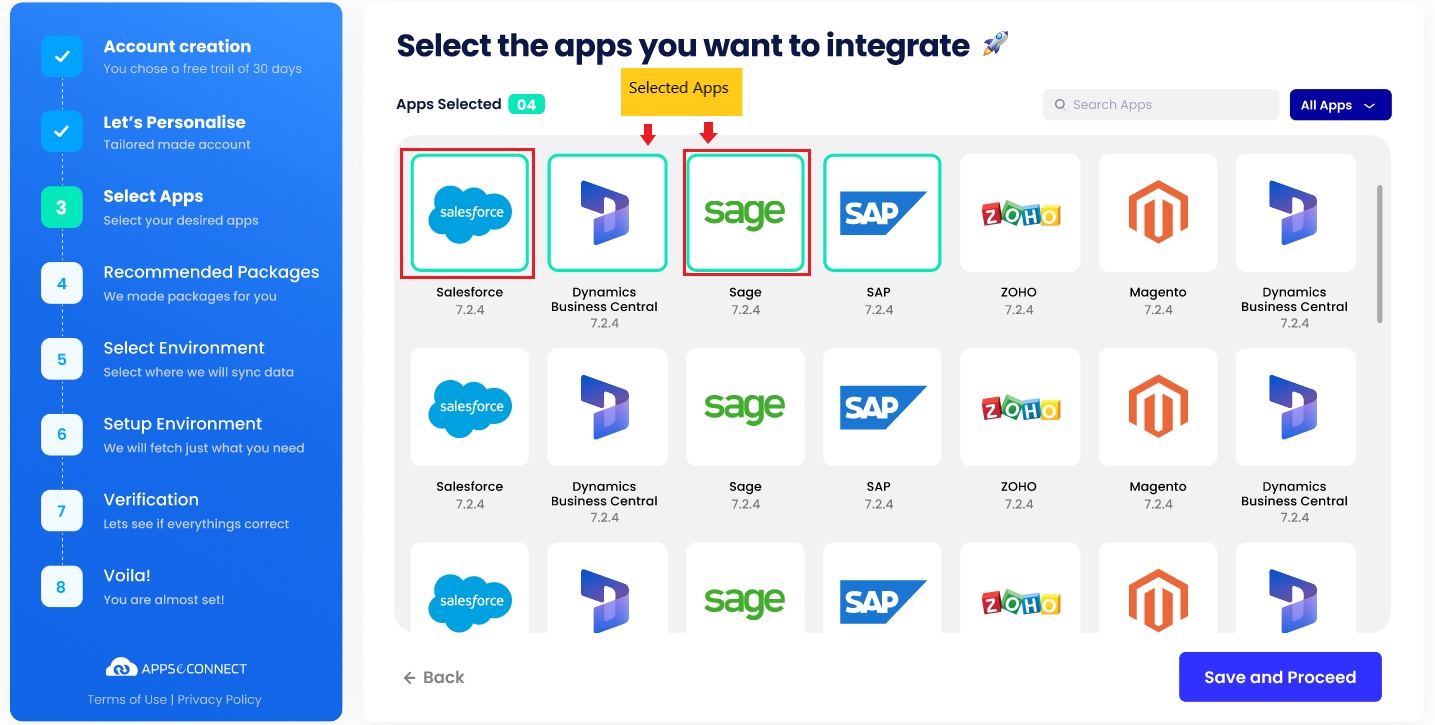 Account creation
You chose a free trail of 30 days
Let's Personalise
Tailored made account
3
Select Apps
Select your desired apps
4
Recommended Packages
We made packages for you
5
Select Environment
Select where we will sync data
6
Setup Environment
We will fetch just what you need
7
Verification
Lets see if everythings correct
8
Voila!
You are almost set!
APPSeCONNECT
Terms of Use | Privacy Policy
Select the apps you want to integrate
Selected Apps
Apps Selected 04
Search Apps
All Apps
salesforce
sage
SAP
ZOHO
Salesforce
7.2.4
Dynamics
Business Central
7.2.4
Sage
7.2.4
SAP
7.2.4
ZOHO
7.2.4
Magento
7.2.4
Dynamics
Business Central
7.2.4
salesforce
sage
SAP
ZOHO
Salesforce
7.2.4
Dynamics
Business Central
7.2.4
Sage
7.2.4
SAP
7.2.4
ZOHO
7.2.4
Magento
7.2.4
Dynamics
Business Central
7.2.4
salesforce
sage
SAP
ZOHO
Back
Save and Proceed